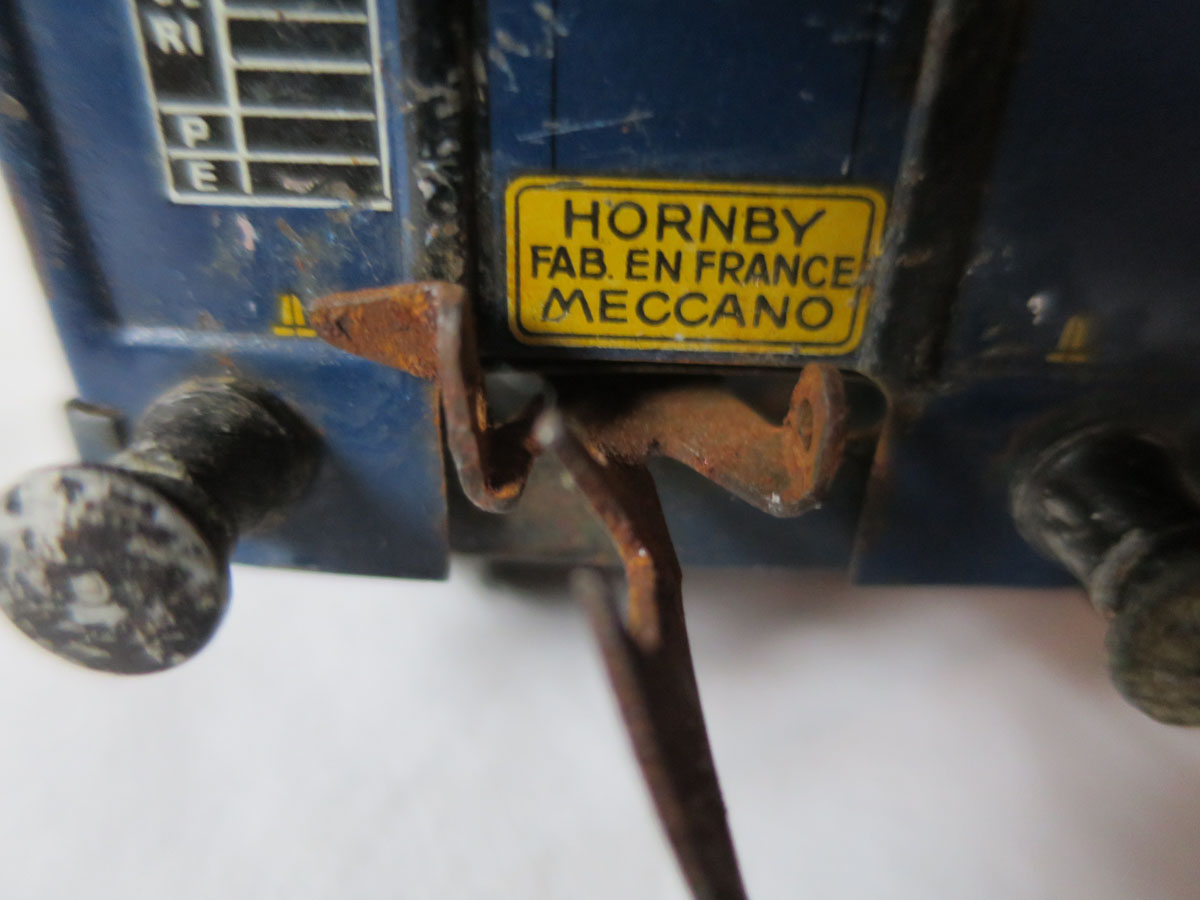 RI
P
E
HORNBY
FAB. EN FRANCE
MECCANO